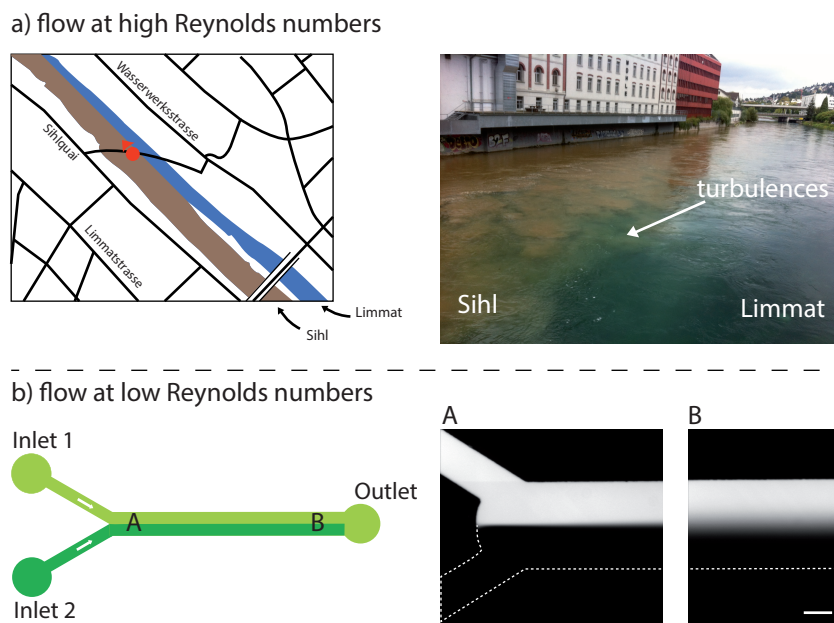 a) flow at high Reynolds numbers
Wasserwerksstrasse
Sihlquai
Limmatstrasse
Limmat
Sihl
turbulences
Sihl
Limmat
b) flow at low Reynolds numbers
Inlet 1
A
B
Outlet
Inlet 2
A
B